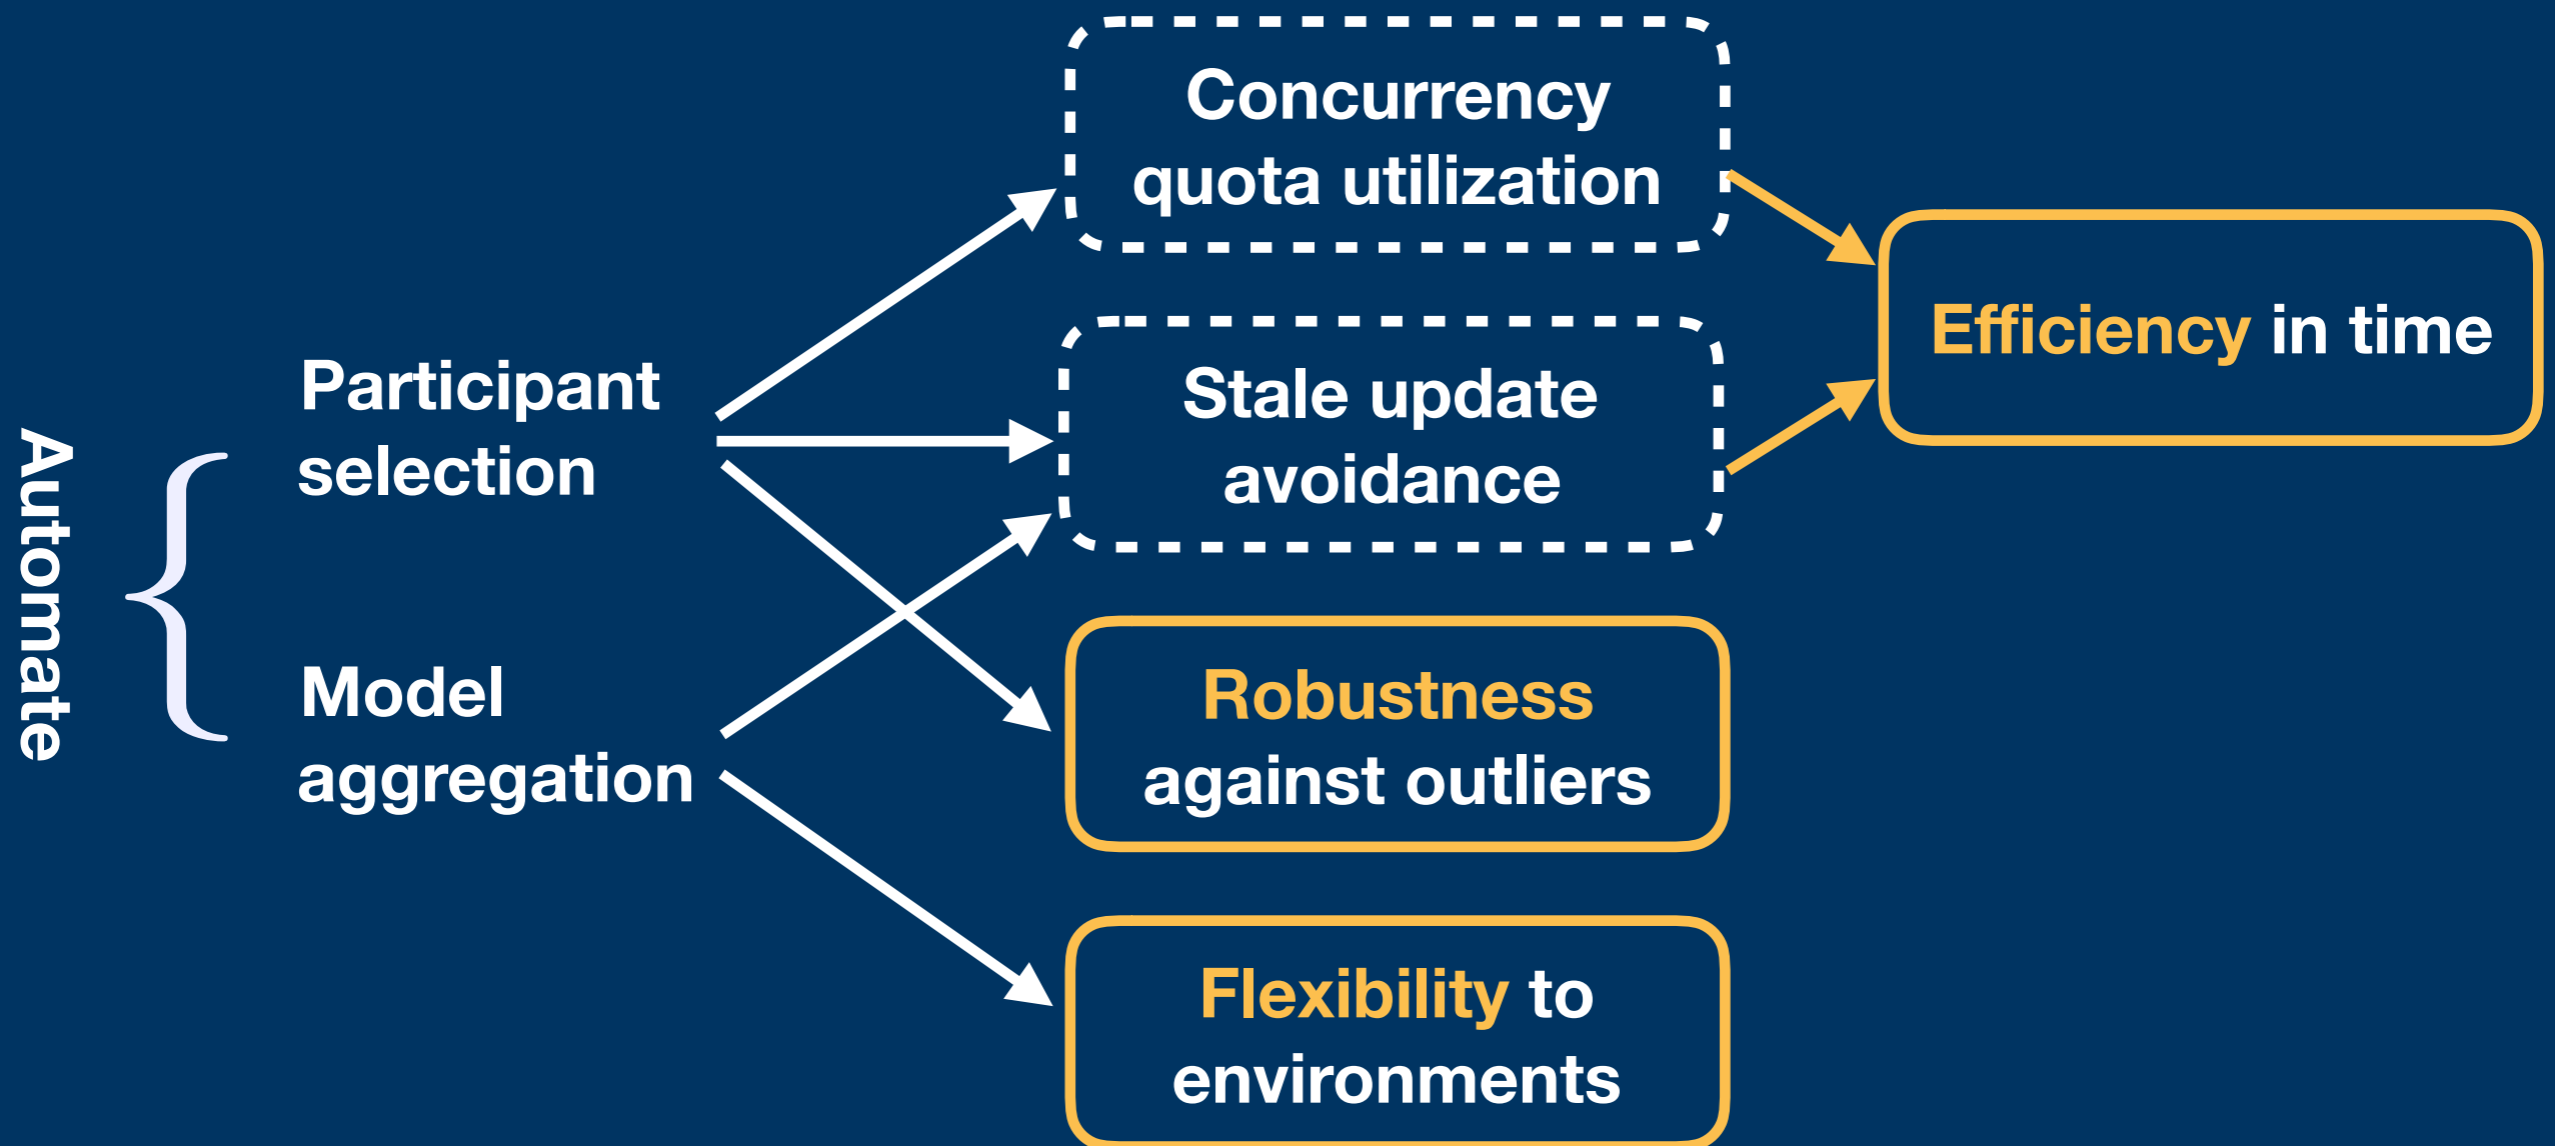 Automate
Participant
selection
Model
aggregation
Concurrency
quota utilization
Stale update
avoidance
Robustness
against outliers
Flexibility to
environments
Efficiency in time